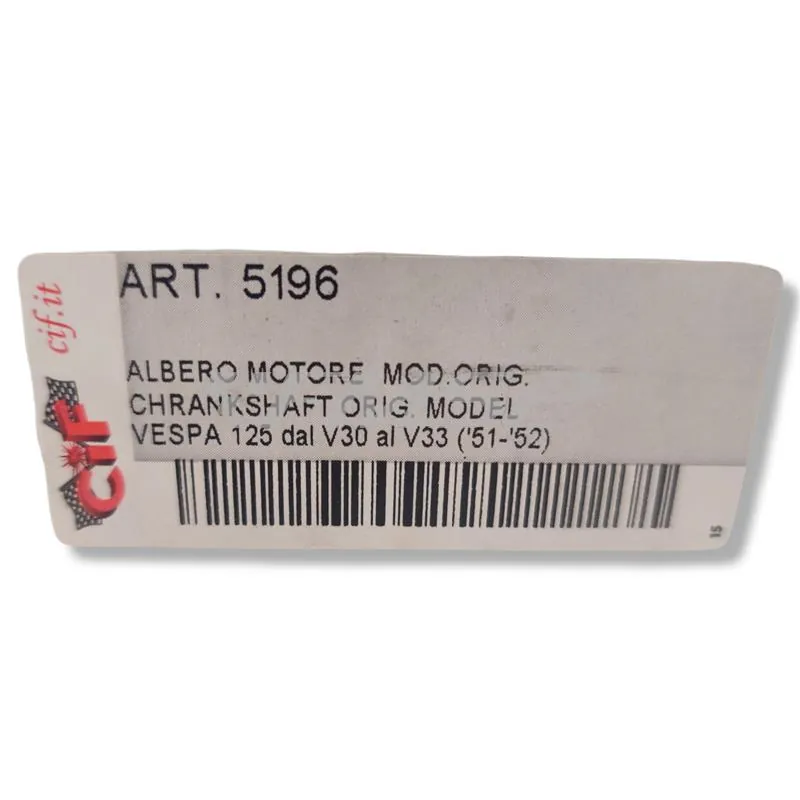 cif.it
CiF
ART. 5196
ALBERO MOTORE MOD.ORIG.
CHRANKSHAFT ORIG. MODEL
VESPA 125 dal V30 al V33 ('51-'52)